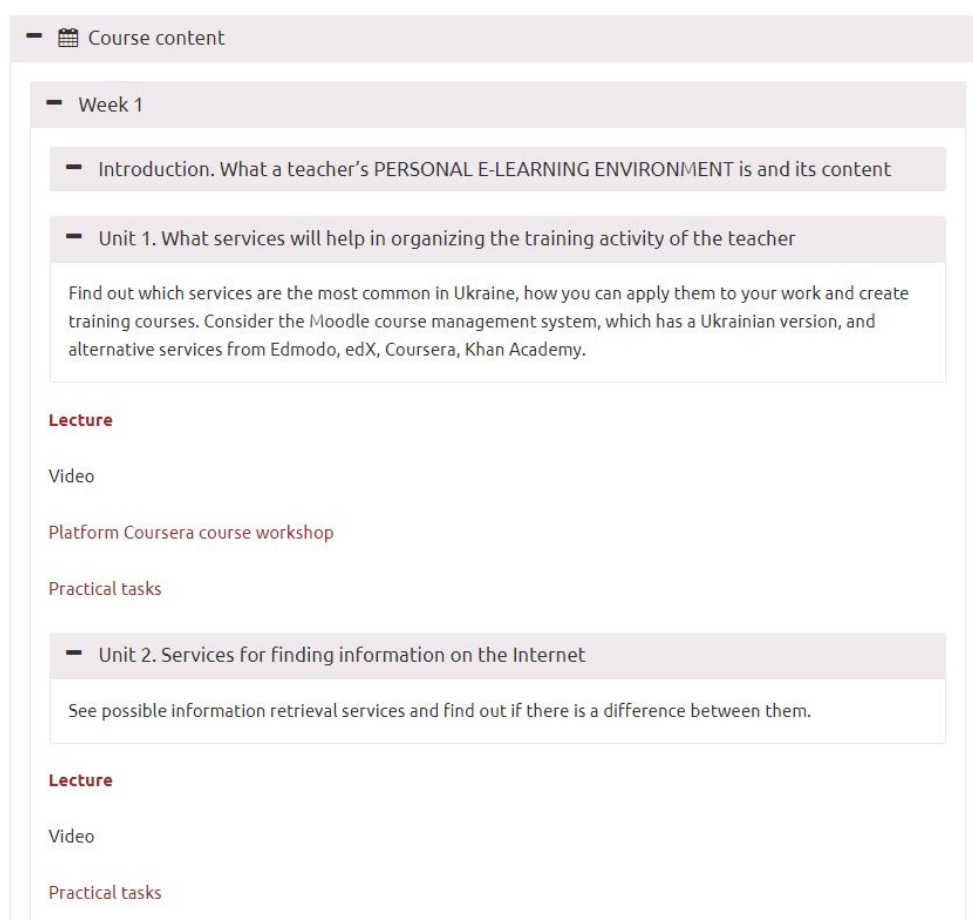 Course content
Week 1
Introduction. What a teacher’s PERSONAL E-LEARNING ENVIRONMENT is and its content
Unit 1. What services will help in organizing the training activity of the teacher
Find out which services are the most common in Ukraine, how you can apply them to your work and create
training courses. Consider the Moodle course management system, which has a Ukrainian version, and
alternative services from Edmodo, edX, Coursera, Khan Academy.
Lecture
Video
Platform Coursera course workshop
Practical tasks
Unit 2. Services for finding information on the Internet
See possible information retrieval services and find out if there is a difference between them.
Lecture
Video
Practical tasks